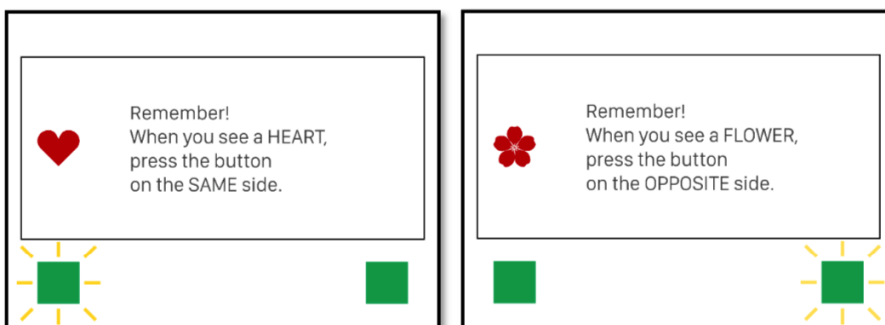 Remember!
When you see a HEART,
press the button
on the SAME side.
Remember!
When you see a FLOWER,
press the button
on the OPPOSITE side.